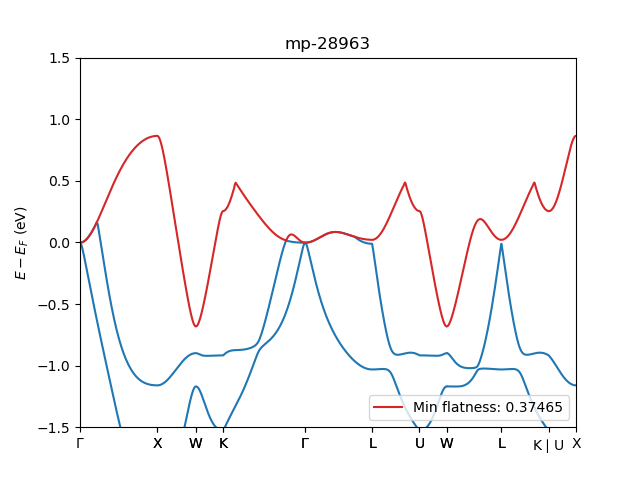 mp-28963
E − E_F (eV)
1.5
1.0
0.5
0.0
−0.5
−1.0
−1.5
Min flatness: 0.37465
Γ X W K Γ L U W L K | U X